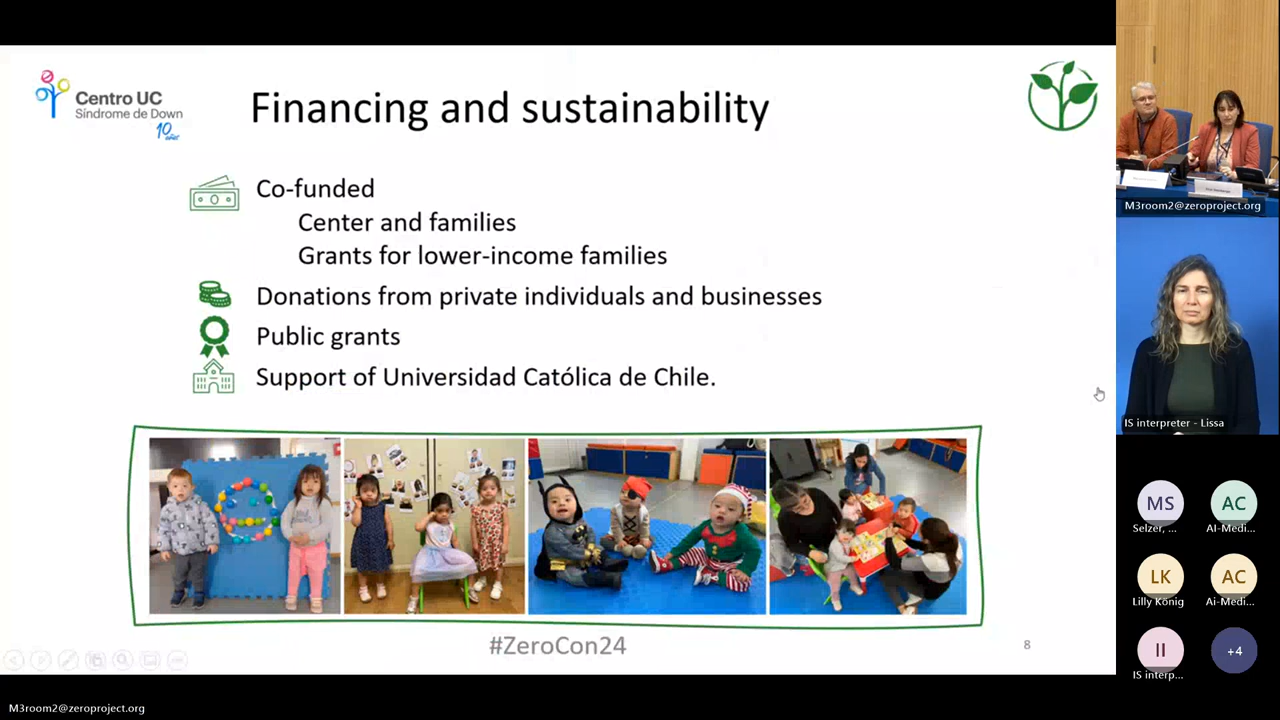 Centro UC
Síndrome de Down
10 años
Financing and sustainability
Co-funded
Center and families
Grants for lower-income families
Donations from private individuals and businesses
Public grants
Support of Universidad Católica de Chile.
#ZeroCon24
8
M3room2@zeroproject.org
IS interpreter - Lissa
MS
Selzer, ...
AC
AI-Medi...
LK
Lilly König
AC
Ai-Medi...
II
IS interp...
+4
M3room2@zeroproject.org